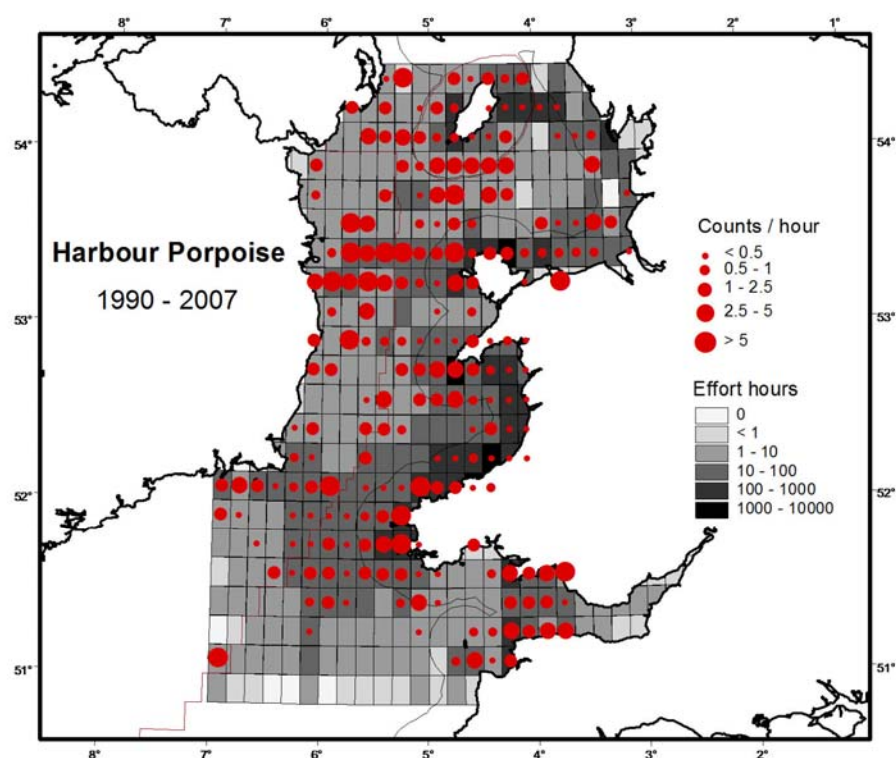 7° 6° 5° 4° 3° 2° 1°
54° 54°
Harbour Porpoise
1990 - 2007
53° 53°
52° 52°
51° 51°
8° 7° 6° 5° 4° 3° 2°
Counts / hour
< 0.5
0.5 - 1
1 - 2.5
2.5 - 5
> 5
Effort hours
0
< 1
1 - 10
10 - 100
100 - 1000
1000 - 10000